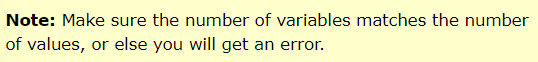 Note: Make sure the number of variables matches the number
of values, or else you will get an error.